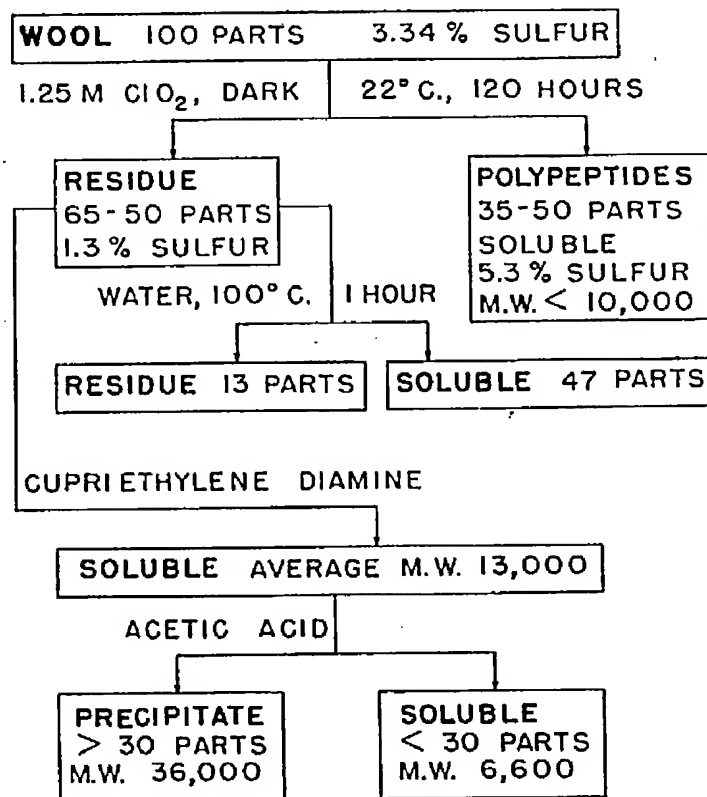 WOOL 100 PARTS 3.34% SULFUR
1.25 M ClO₂, DARK 22°C., 120 HOURS
RESIDUE
65-50 PARTS
1.3% SULFUR
POLYPEPTIDES
35-50 PARTS
SOLUBLE
5.3% SULFUR
M.W. < 10,000
WATER, 100°C. 1 HOUR
RESIDUE 13 PARTS
SOLUBLE 47 PARTS
CUPRIETHYLENE DIAMINE
SOLUBLE AVERAGE M.W. 13,000
ACETIC ACID
PRECIPITATE
> 30 PARTS
M.W. 36,000
SOLUBLE
< 30 PARTS
M.W. 6,600